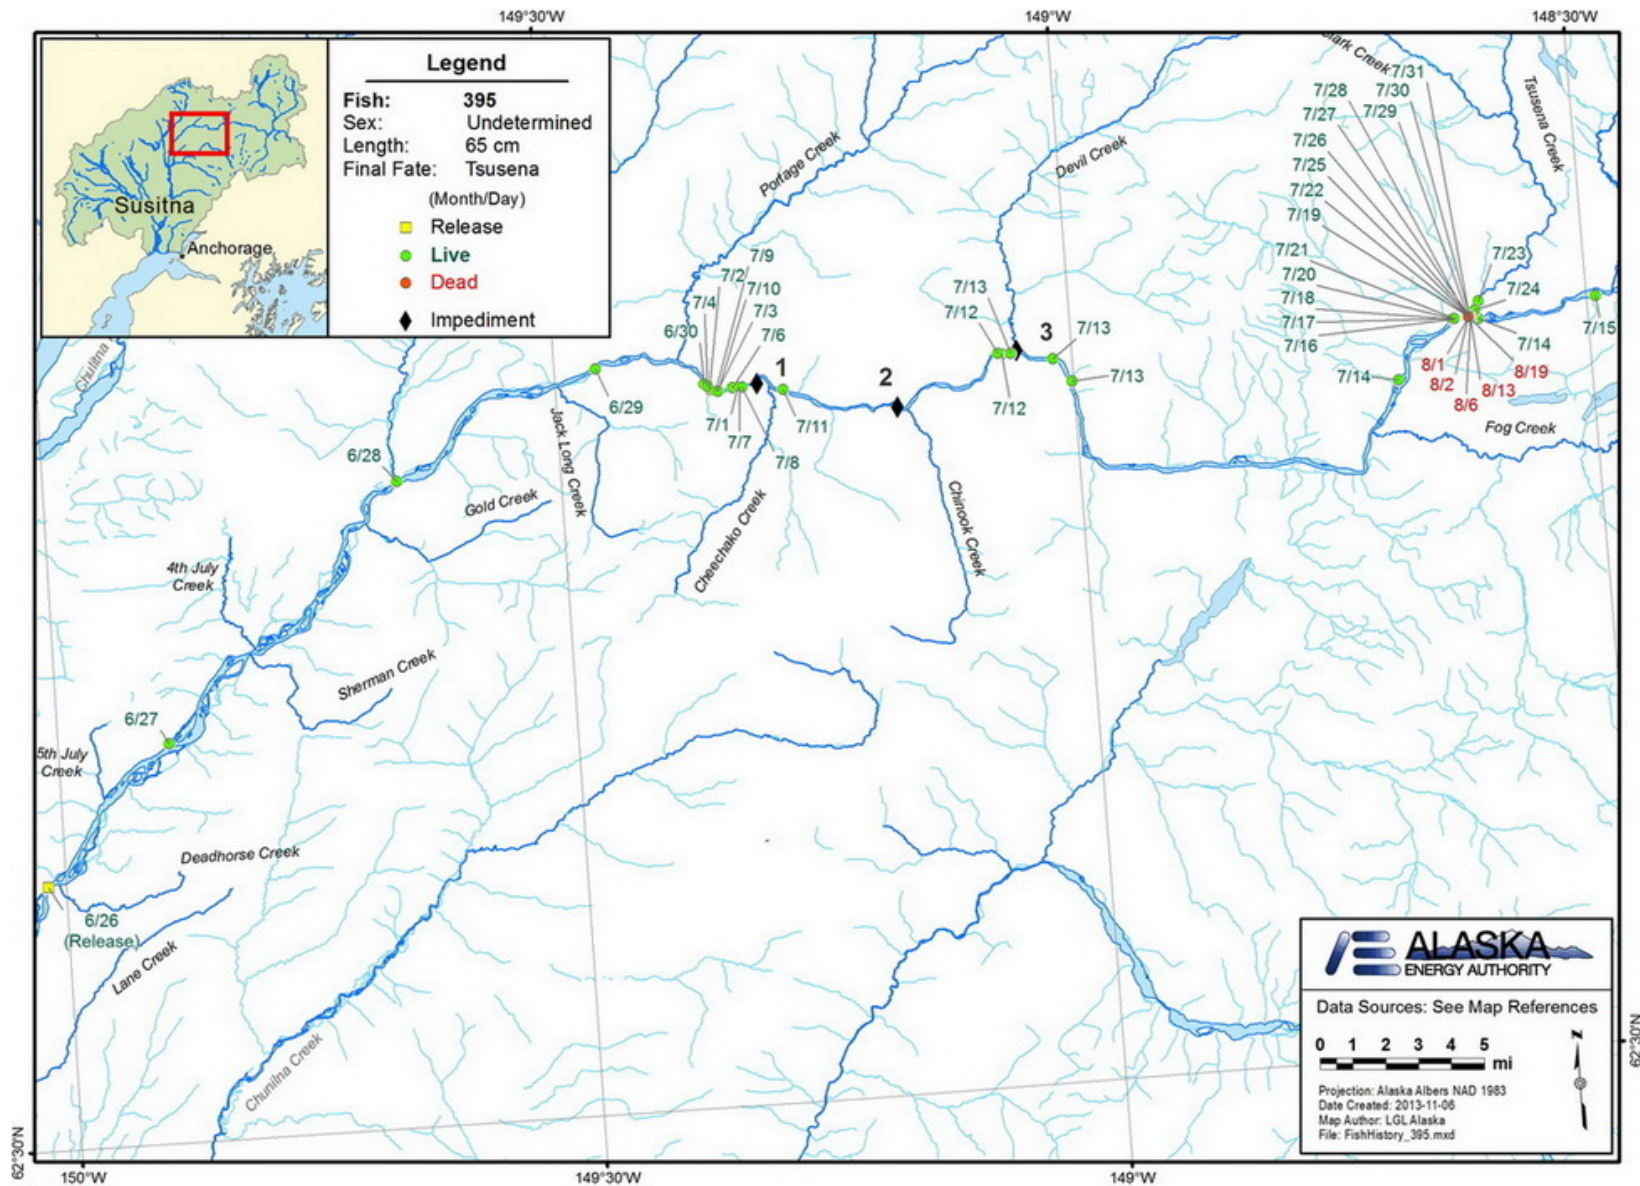 149°30'W
149°W
148°30'W
Legend
Fish: 395
Sex: Undetermined
Length: 65 cm
Final Fate: Tsusena
(Month/Day)
Release
Live
Dead
Impediment
Susitna
Anchorage
Chulitna
Portage Creek
Devil Creek
Clark Creek
Tsusena Creek
7/31
7/30
7/29
7/28
7/27
7/26
7/25
7/22
7/19
7/21
7/20
7/18
7/17
7/16
7/23
7/24
7/15
7/14
7/14
8/1
8/2
8/6
8/13
8/19
Fog Creek
7/9
7/2
7/10
7/4
7/3
6/30
7/6
1
2
3
7/13
7/12
7/13
7/13
7/12
7/11
7/1
7/7
7/8
6/29
6/28
Jack Long Creek
Gold Creek
Cheechako Creek
Chinook Creek
4th July
Creek
Sherman Creek
6/27
5th July
Creek
Deadhorse Creek
6/26
(Release)
Lane Creek
Chunilna Creek
ALASKA
ENERGY AUTHORITY
Data Sources: See Map References
0 1 2 3 4 5
mi
N
Projection: Alaska Albers NAD 1983
Date Created: 2013-11-06
Map Author: LGL Alaska
File: FishHistory_395.mxd
62°30'N
62°30'N
150°W
149°30'W
149°W